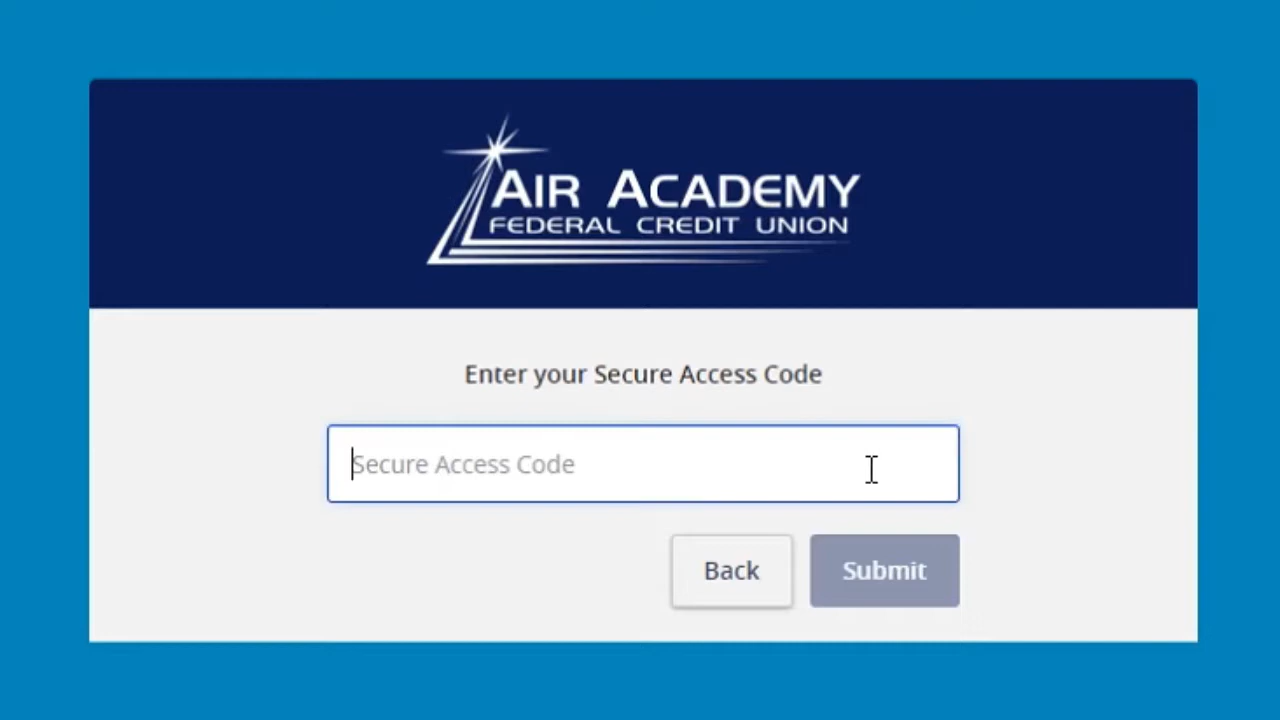 AIR ACADEMY
FEDERAL CREDIT UNION
Enter your Secure Access Code
Secure Access Code
Back
Submit